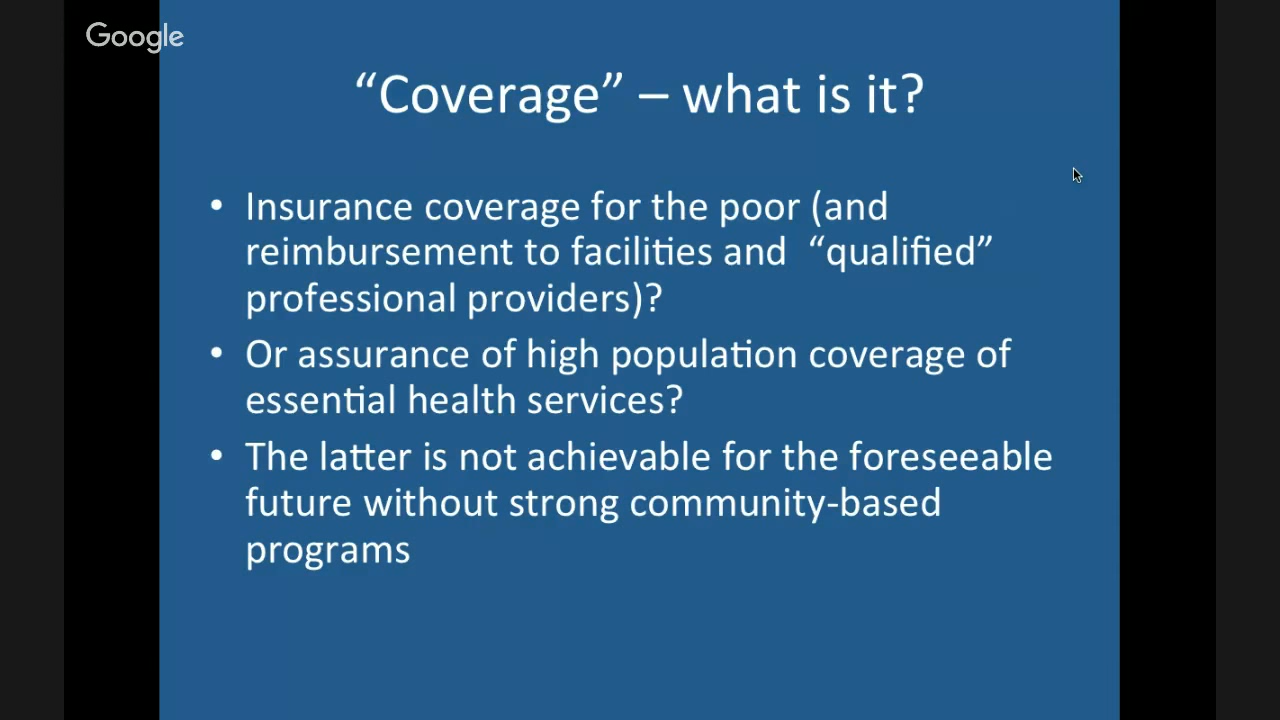 Google
“Coverage” – what is it?
• Insurance coverage for the poor (and
reimbursement to facilities and “qualified”
professional providers)?
• Or assurance of high population coverage of
essential health services?
• The latter is not achievable for the foreseeable
future without strong community-based
programs